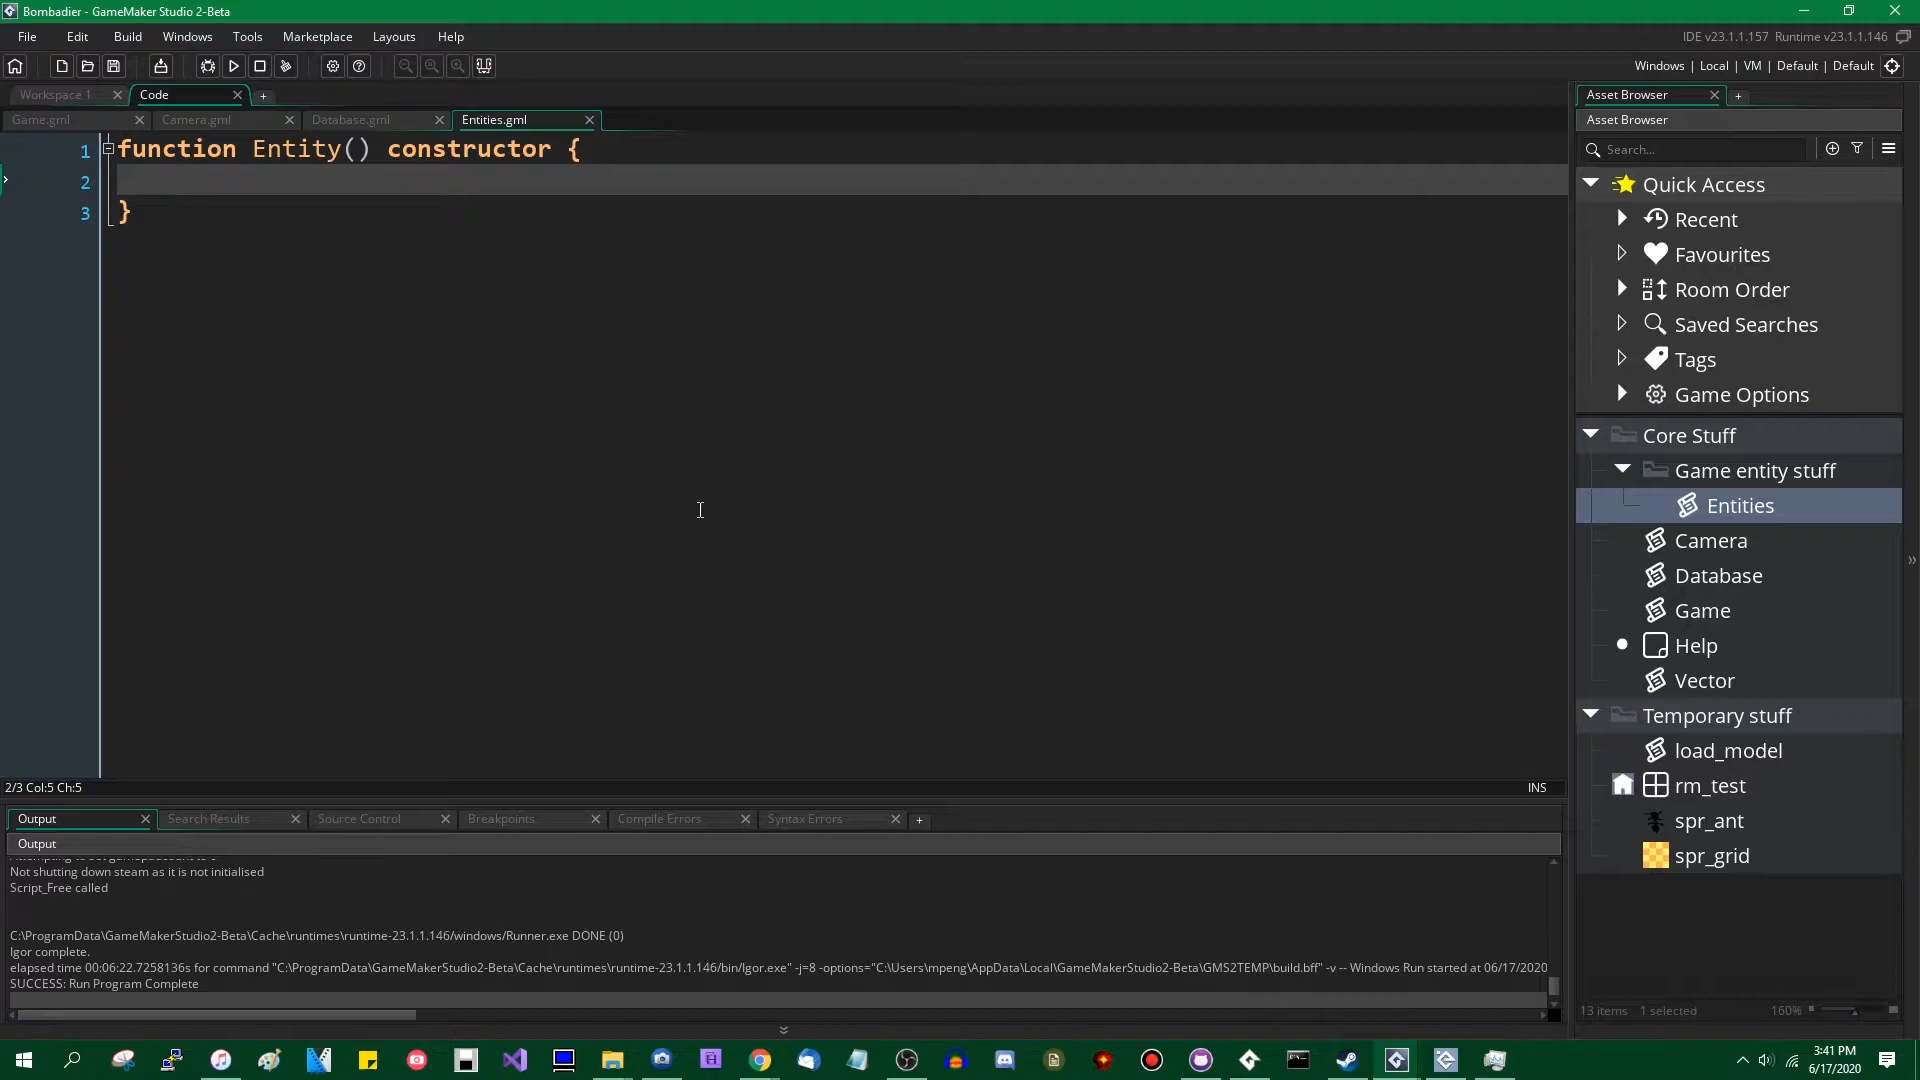 Bombadier - GameMaker Studio 2-Beta
File Edit Build Windows Tools Marketplace Layouts Help
IDE v23.1.1.157 Runtime v23.1.1.146
Windows | Local | VM | Default | Default
Workspace 1 Code +
Game.gml Camera.gml Database.gml Entities.gml
1 function Entity() constructor {
2
3 }
2/3 Col:5 Ch:5
INS
Output Search Results Source Control Breakpoints Compile Errors Syntax Errors +
Output
Not shutting down steam as it is not initialised
Script_Free called
C:\ProgramData\GameMakerStudio2-Beta\Cache\runtimes\runtime-23.1.1.146/windows/Runner.exe DONE (0)
Igor complete.
elapsed time 00:06:22.7258136s for command "C:\ProgramData\GameMakerStudio2-Beta\Cache\runtimes\runtime-23.1.1.146/bin/Igor.exe" -j=8 -options="C:\Users\mpeng\AppData\Local\GameMakerStudio2-Beta\GMS2TEMP\build.bff" -v -- Windows Run started at 06/17/2020
SUCCESS: Run Program Complete
Asset Browser +
Asset Browser
Search...
Quick Access
Recent
Favourites
Room Order
Saved Searches
Tags
Game Options
Core Stuff
Game entity stuff
Entities
Camera
Database
Game
Help
Vector
Temporary stuff
load_model
rm_test
spr_ant
spr_grid
13 items 1 selected 160%
3:41 PM
6/17/2020